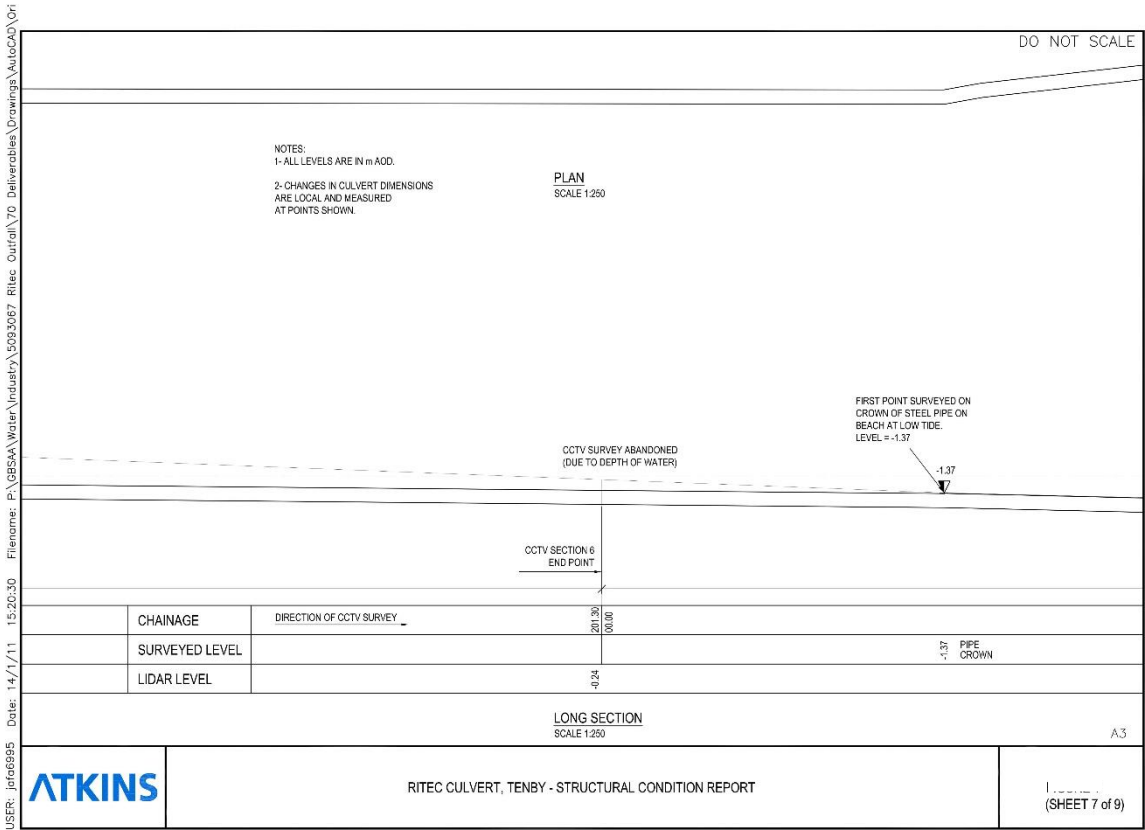 USER: jafa6995 Date: 14/1/11 15:20:30 Filename: P:\GBSAA\Water\Industry\5093067 Ritec Outfall\70 Deliverables\Drawings\AutoCAD\Ori
DO NOT SCALE
NOTES:
1- ALL LEVELS ARE IN m AOD.
2- CHANGES IN CULVERT DIMENSIONS
ARE LOCAL AND MEASURED
AT POINTS SHOWN.
PLAN
SCALE 1:250
FIRST POINT SURVEYED ON
CROWN OF STEEL PIPE ON
BEACH AT LOW TIDE.
LEVEL = -1.37
CCTV SURVEY ABANDONED
(DUE TO DEPTH OF WATER)
-1.37
CCTV SECTION 6
END POINT
CHAINAGE
DIRECTION OF CCTV SURVEY
201.30
00.00
SURVEYED LEVEL
-1.37
PIPE
CROWN
LIDAR LEVEL
-0.24
LONG SECTION
SCALE 1:250
A3
ATKINS
RITEC CULVERT, TENBY - STRUCTURAL CONDITION REPORT
(SHEET 7 of 9)